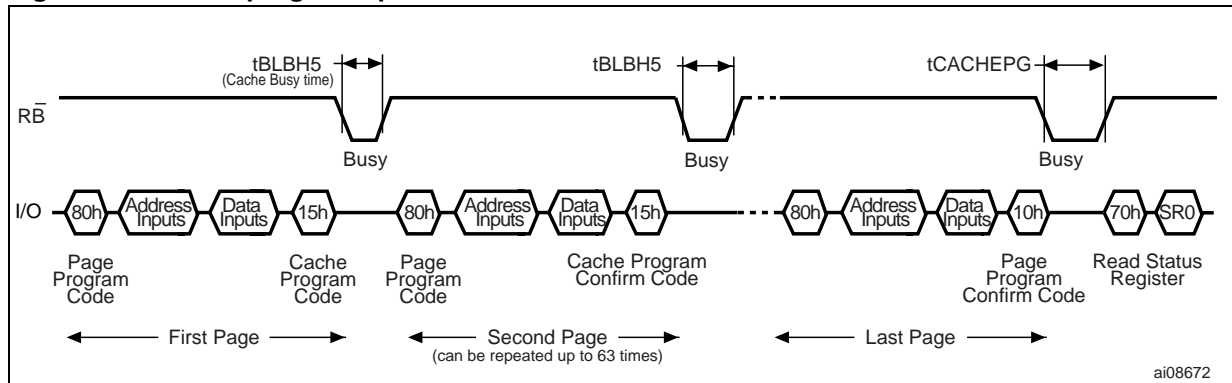 tBLBH5
(Cache Busy time)
tBLBH5
tCACHEPG
RB
Busy
Busy
Busy
I/O
80h
Address
Inputs
Data
Inputs
15h
80h
Address
Inputs
Data
Inputs
15h
80h
Address
Inputs
Data
Inputs
10h
70h
SR0
Page
Program
Code
Cache
Program
Code
Page
Program
Code
Cache Program
Confirm Code
Page
Program
Confirm Code
Read Status
Register
First Page
Second Page
(can be repeated up to 63 times)
Last Page
ai08672